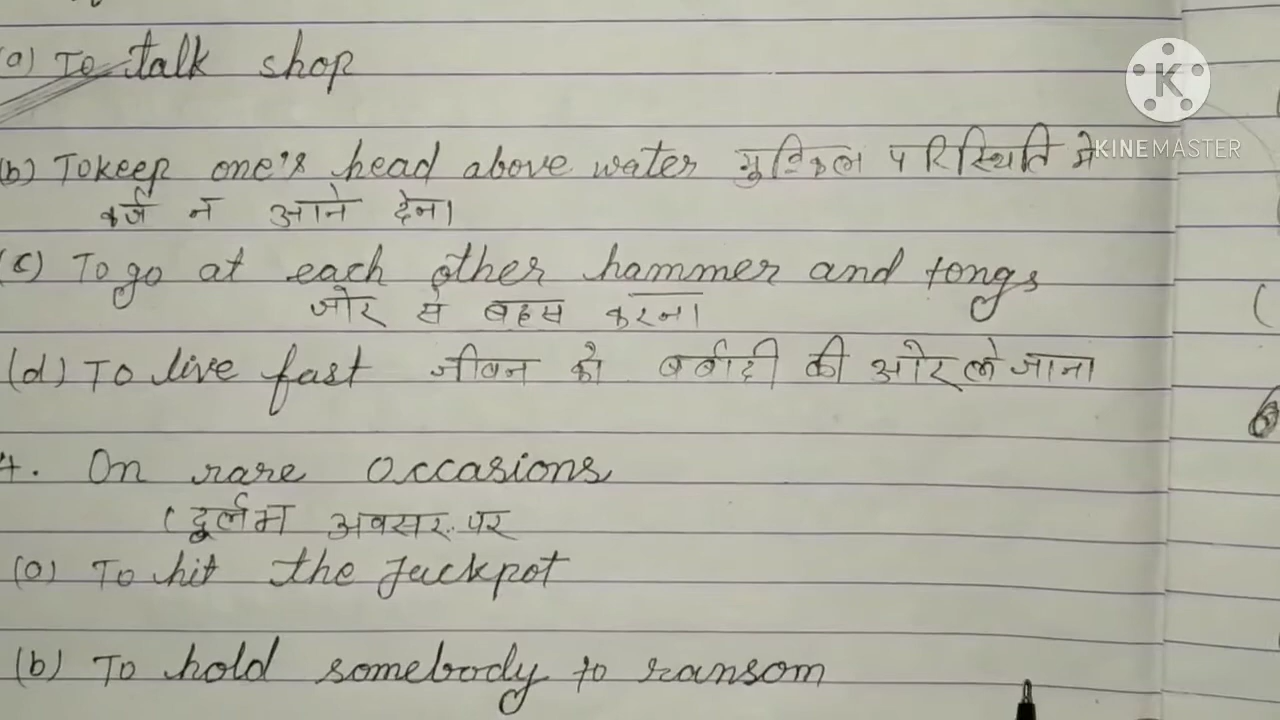 (a) To talk shop
K
KINEMASTER
(b) To keep one's head above water मुश्किल परिस्थिति में
कर्ज न आने देना।
(c) To go at each other hammer and tongs
जोर से बहस करना।
(d) To live fast जीवन को बर्बादी की ओर ले जाना
4. On rare occasions
(दुर्लभ अवसर पर
(a) To hit the Jackpot
(b) To hold somebody to ransom